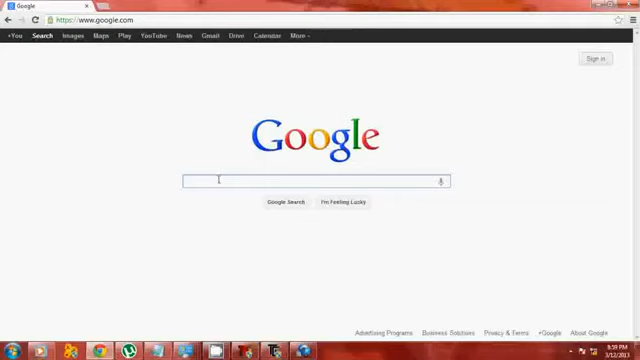 Google
https://www.google.com
+You Search Images Maps Play YouTube News Gmail Drive Calendar More
Sign in
Google
Google Search I'm Feeling Lucky
Advertising Programs Business Solutions Privacy & Terms +Google About Google
8:59 PM
3/12/2013